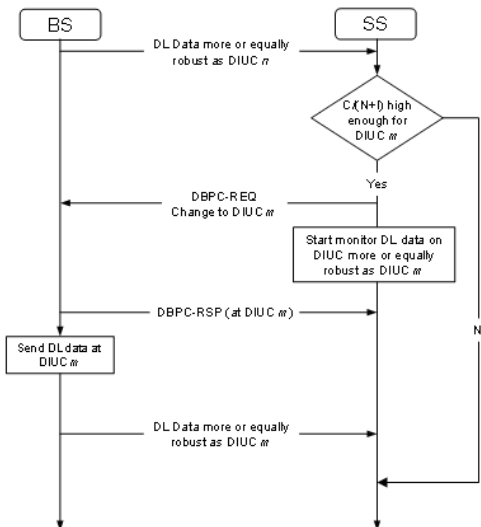 BS
SS
DL Data more or equally
robust as DIUC n
C/(N+I) high
enough for
DIUC m
Yes
DBPC-REQ
Change to DIUC m
Start monitor DL data on
DIUC more or equally
robust as DIUC m
DBPC-RSP (at DIUC m)
N
Send DL data at
DIUC m
DL Data more or equally
robust as DIUC m